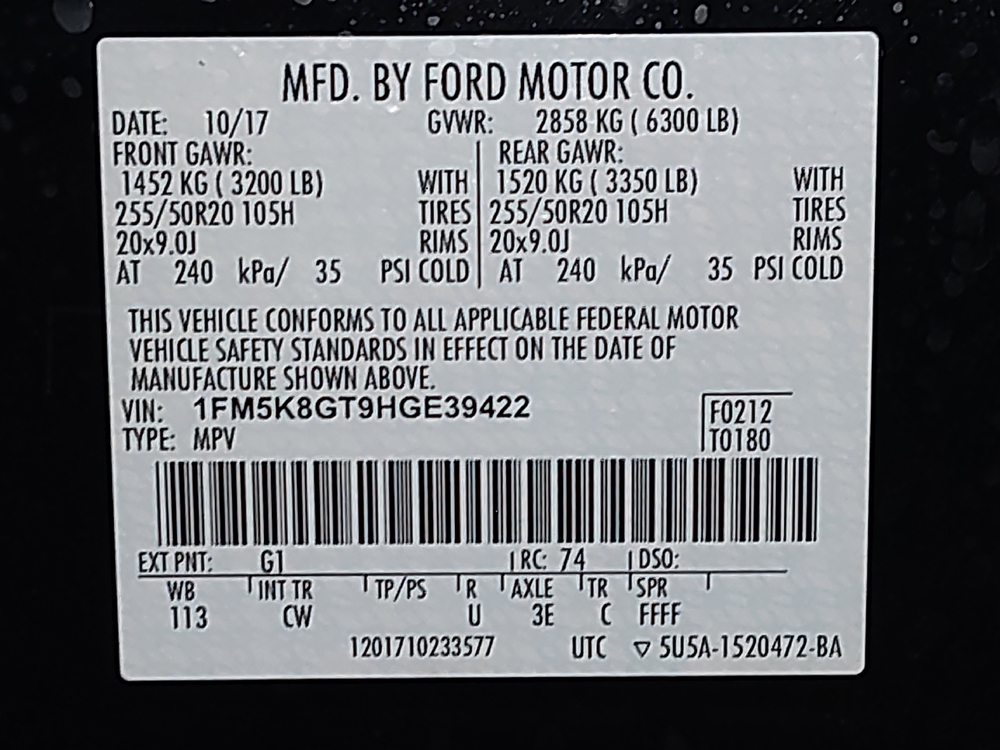 MFD. BY FORD MOTOR CO.
DATE: 10/17 GVWR: 2858 KG ( 6300 LB)
FRONT GAWR: REAR GAWR:
1452 KG ( 3200 LB) WITH 1520 KG ( 3350 LB) WITH
255/50R20 105H TIRES 255/50R20 105H TIRES
20x9.0J RIMS 20x9.0J RIMS
AT 240 kPa/ 35 PSI COLD AT 240 kPa/ 35 PSI COLD
THIS VEHICLE CONFORMS TO ALL APPLICABLE FEDERAL MOTOR
VEHICLE SAFETY STANDARDS IN EFFECT ON THE DATE OF
MANUFACTURE SHOWN ABOVE.
VIN: 1FM5K8GT9HGE39422 F0212
TYPE: MPV T0180
EXT PNT: G1 RC: 74 DSO:
WB INT TR TP/PS R AXLE TR SPR
113 CW U 3E C FFFF
1201710233577 UTC ▽ 5U5A-1520472-BA